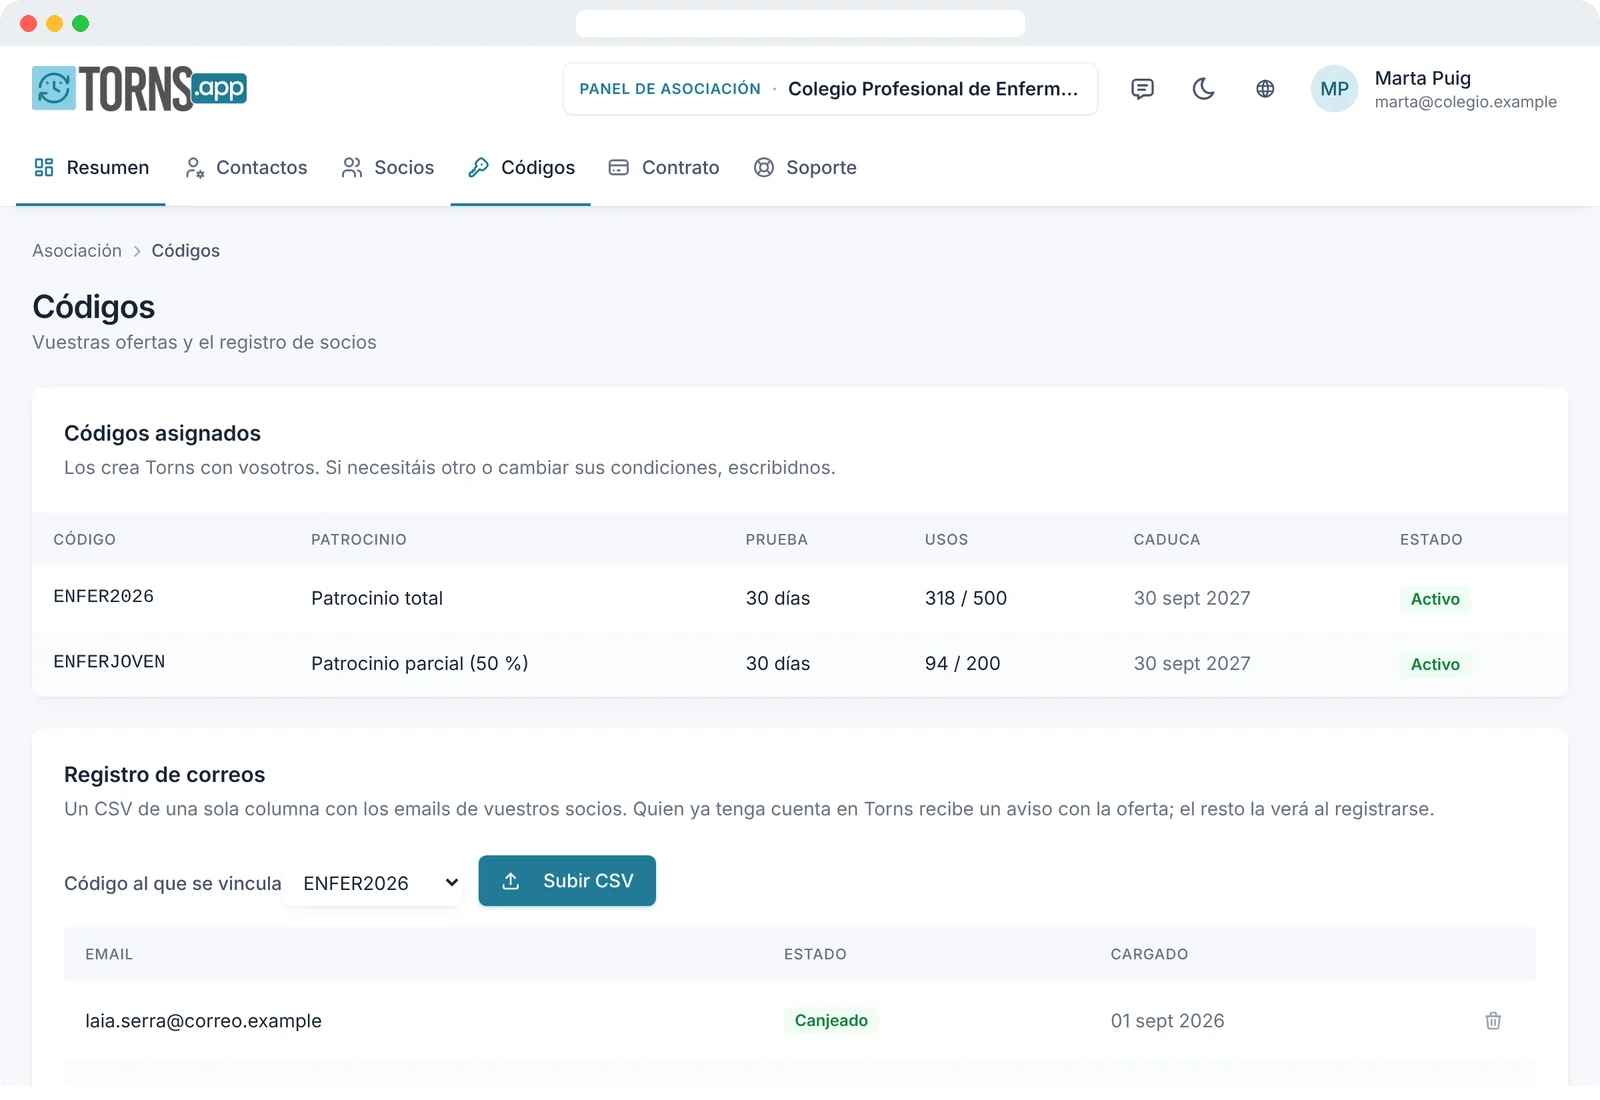 TORNS.app
PANEL DE ASOCIACIÓN · Colegio Profesional de Enferm...
MP
Marta Puig
marta@colegio.example
Resumen
Contactos
Socios
Códigos
Contrato
Soporte
Asociación > Códigos
Códigos
Vuestras ofertas y el registro de socios
Códigos asignados
Los crea Torns con vosotros. Si necesitáis otro o cambiar sus condiciones, escribidnos.
CÓDIGO PATROCINIO PRUEBA USOS CADUCA ESTADO
ENFER2026 Patrocinio total 30 días 318 / 500 30 sept 2027 Activo
ENFERJOVEN Patrocinio parcial (50 %) 30 días 94 / 200 30 sept 2027 Activo
Registro de correos
Un CSV de una sola columna con los emails de vuestros socios. Quien ya tenga cuenta en Torns recibe un aviso con la oferta; el resto la verá al registrarse.
Código al que se vincula ENFER2026 Subir CSV
EMAIL ESTADO CARGADO
laia.serra@correo.example Canjeado 01 sept 2026